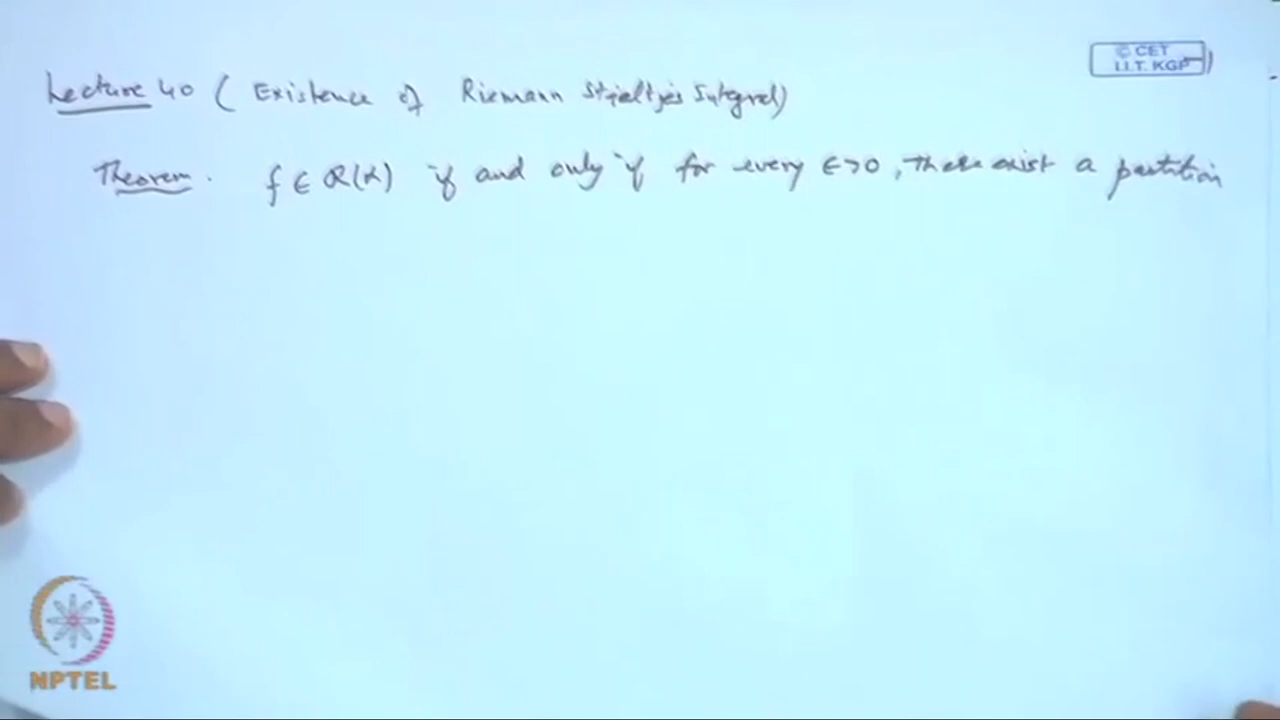 © CET
I.I.T. KGP
Lecture 40 ( Existence of Riemann Stieltjes Integral)
Theorem. f ∈ R(α) if and only if for every ε>0, there exist a partition
NPTEL